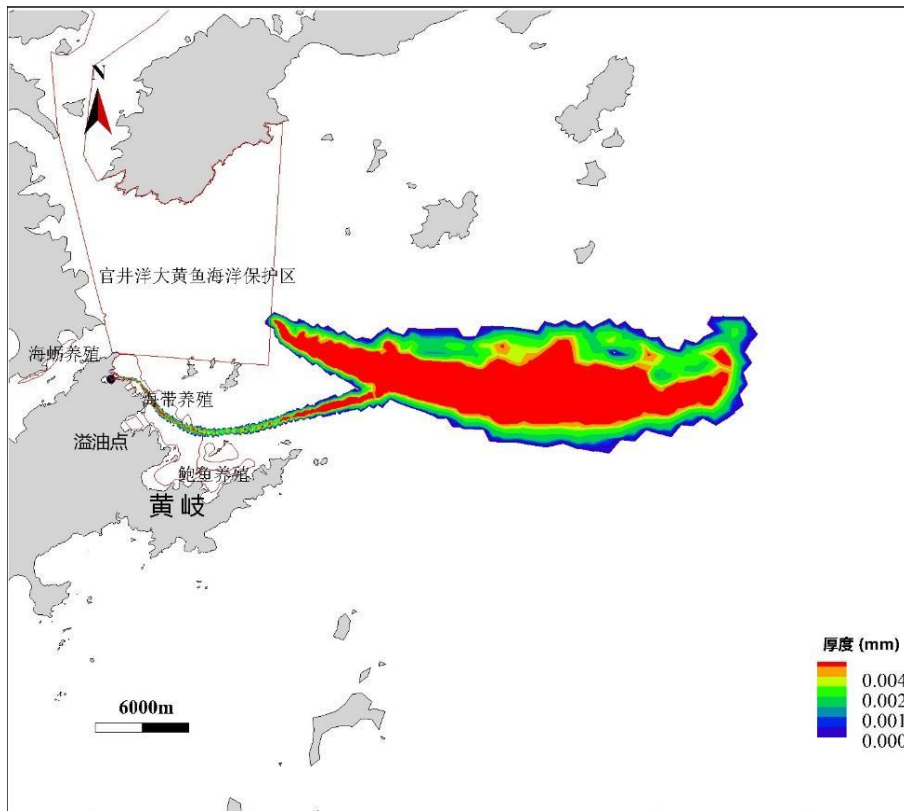 N
官井洋大黄鱼海洋保护区
海蛎养殖
海带养殖
溢油点
鲍鱼养殖
黄岐
6000m
厚度 (mm)
0.004
0.002
0.001
0.000